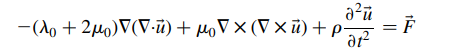 −(λ₀ + 2μ₀)∇(∇·u⃗) + μ₀∇ × (∇ × u⃗) + ρ ∂²u⃗/∂t² = F⃗